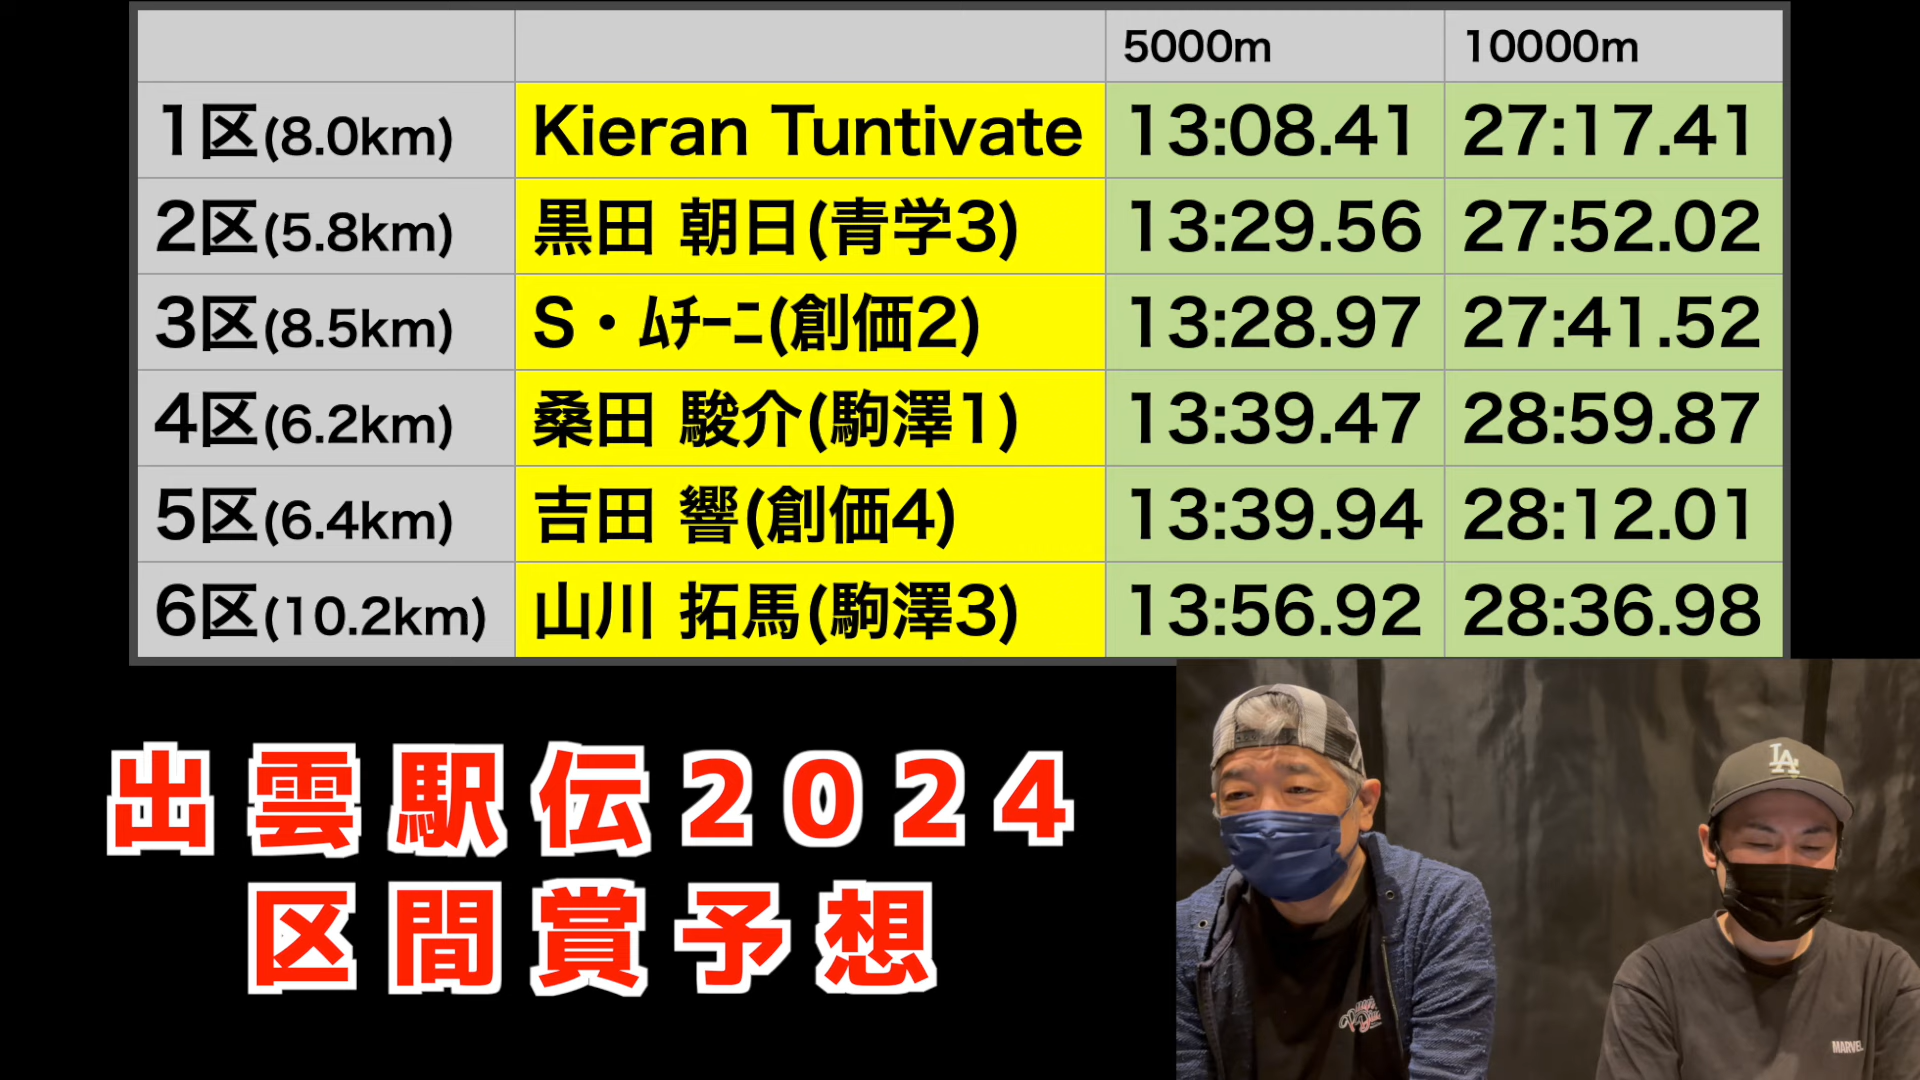 5000m 10000m
1区(8.0km) Kieran Tuntivate 13:08.41 27:17.41
2区(5.8km) 黒田 朝日(青学3) 13:29.56 27:52.02
3区(8.5km) S・ﾑﾁｰﾆ(創価2) 13:28.97 27:41.52
4区(6.2km) 桑田 駿介(駒澤1) 13:39.47 28:59.87
5区(6.4km) 吉田 響(創価4) 13:39.94 28:12.01
6区(10.2km) 山川 拓馬(駒澤3) 13:56.92 28:36.98
出雲駅伝2024
区間賞予想
LA
MARVEL